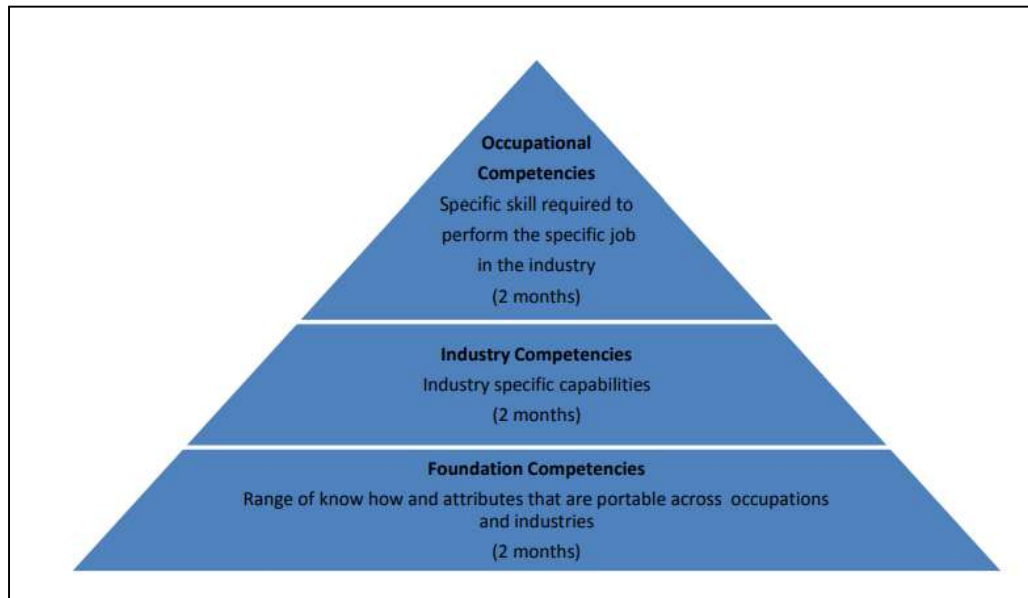 Occupational
Competencies
Specific skill required to
perform the specific job
in the industry
(2 months)
Industry Competencies
Industry specific capabilities
(2 months)
Foundation Competencies
Range of know how and attributes that are portable across occupations
and industries
(2 months)